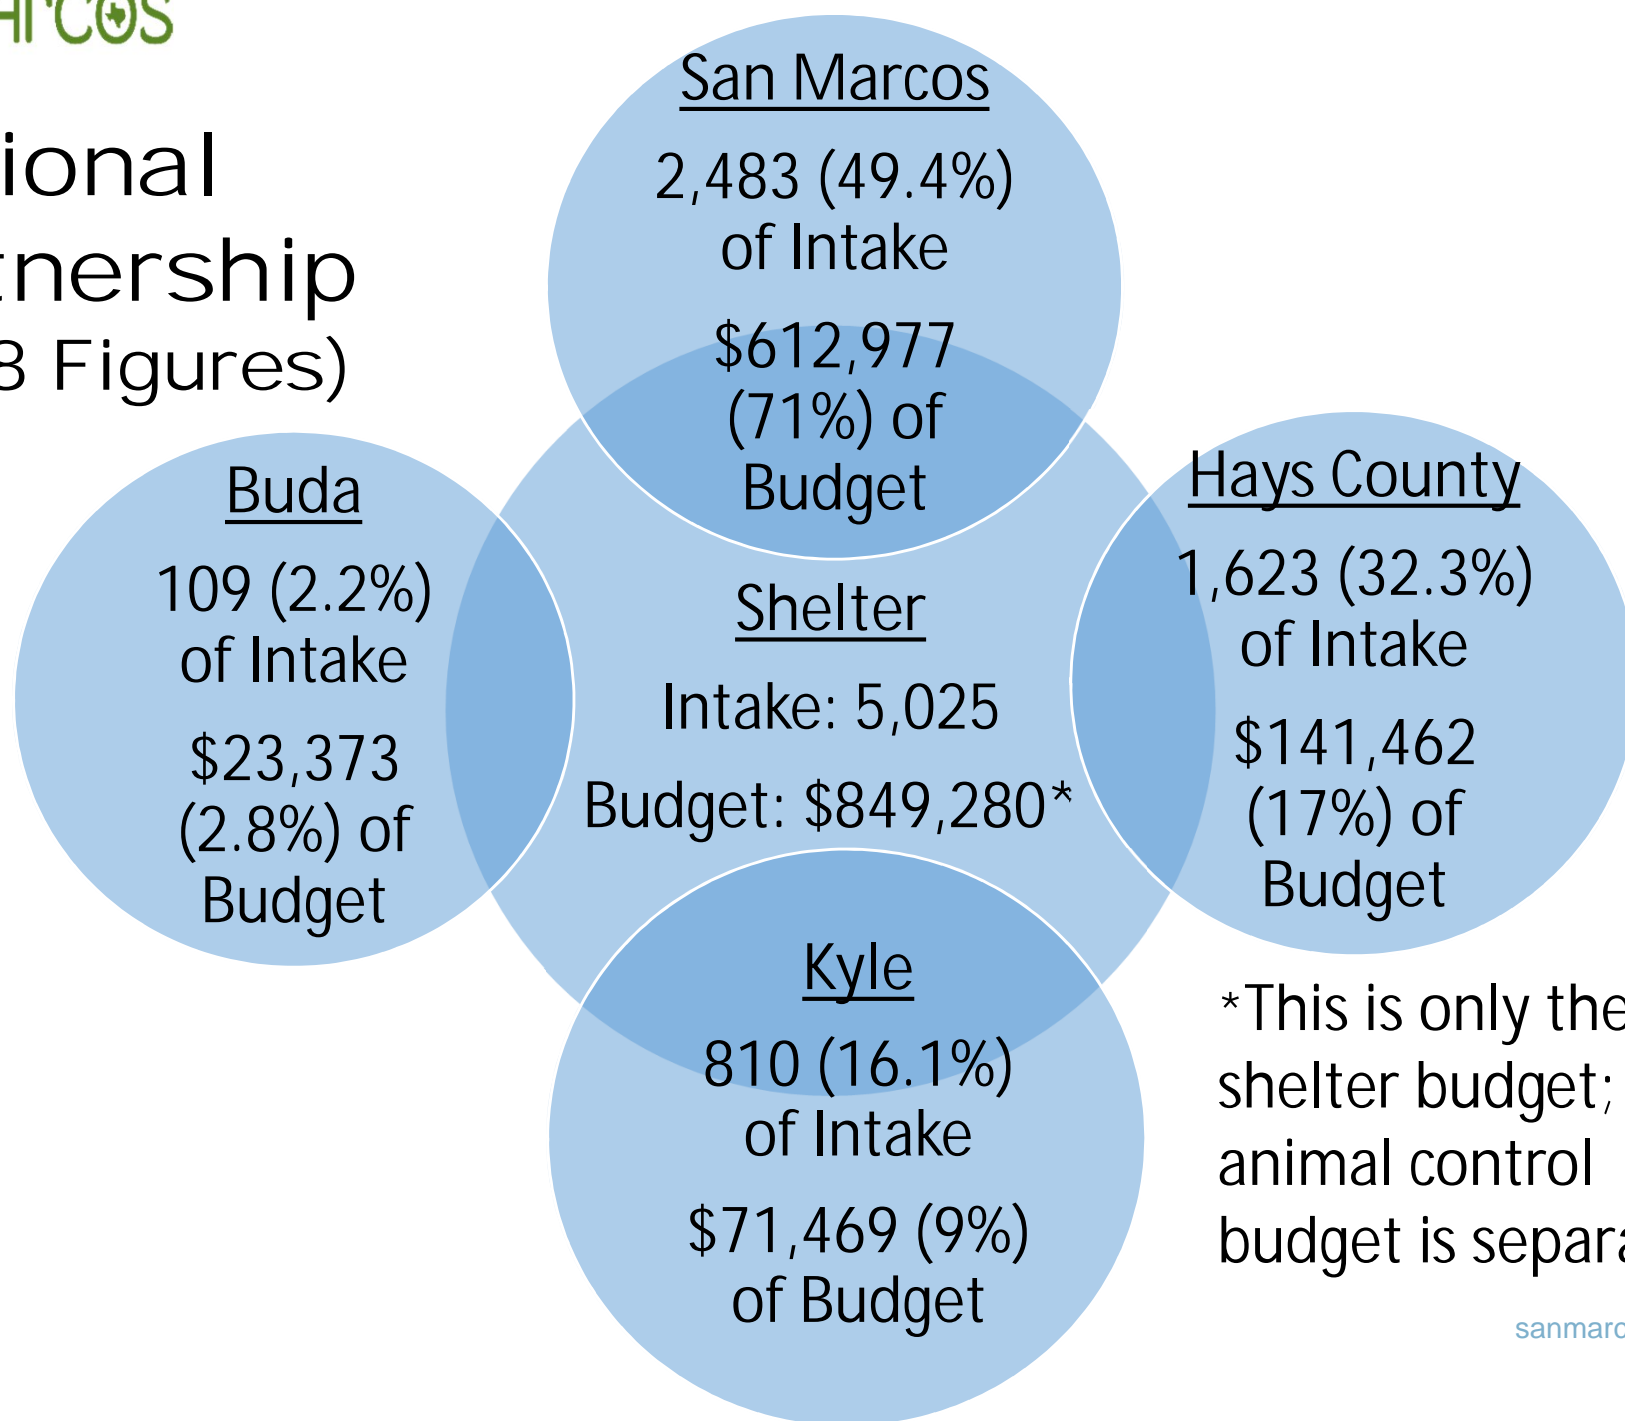 arcos
ional
tnership
8 Figures)
San Marcos
2,483 (49.4%)
of Intake
$612,977
(71%) of
Budget
Buda
109 (2.2%)
of Intake
$23,373
(2.8%) of
Budget
Shelter
Intake: 5,025
Budget: $849,280*
Hays County
1,623 (32.3%)
of Intake
$141,462
(17%) of
Budget
Kyle
810 (16.1%)
of Intake
$71,469 (9%)
of Budget
*This is only the
shelter budget;
animal control
budget is separa
sanmarc